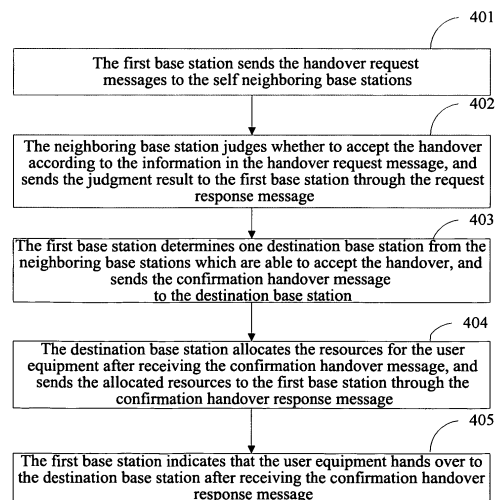 401
The first base station sends the handover request
messages to the self neighboring base stations
402
The neighboring base station judges whether to accept the handover
according to the information in the handover request message, and
sends the judgment result to the first base station through the request
response message
403
The first base station determines one destination base station from the
neighboring base stations which are able to accept the handover, and
sends the confirmation handover message
to the destination base station
404
The destination base station allocates the resources for the user
equipment after receiving the confirmation handover message, and
sends the allocated resources to the first base station through the
confirmation handover response message
405
The first base station indicates that the user equipment hands over to
the destination base station after receiving the confirmation handover
response message